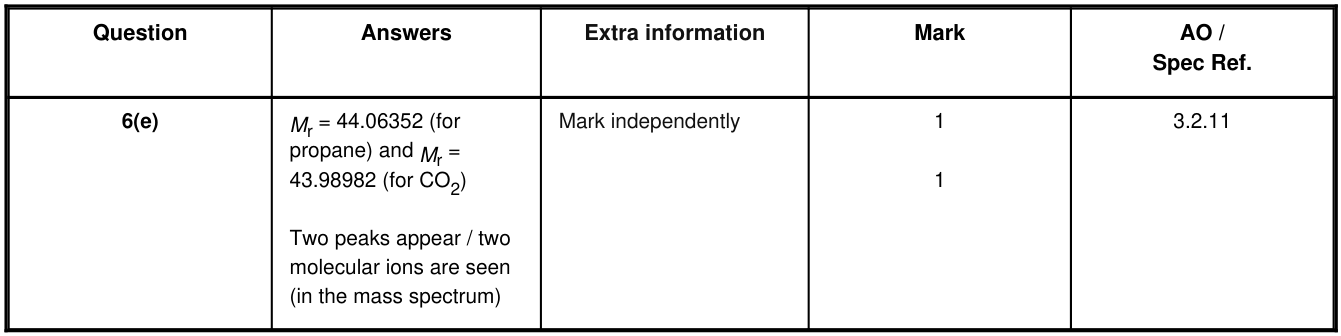 Question Answers Extra information Mark AO /
Spec Ref.
6(e) Mr = 44.06352 (for Mark independently 1 3.2.11
propane) and Mr =
43.98982 (for CO2) 1
Two peaks appear / two
molecular ions are seen
(in the mass spectrum)